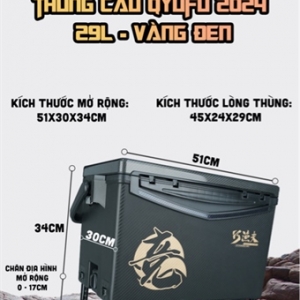 THÙNG CÂU QYUFU 2024
29L - VÀNG ĐEN
KÍCH THƯỚC MỞ RỘNG:
51X30X34CM
KÍCH THƯỚC LÒNG THÙNG:
45X24X29CM
51CM
34CM
30CM
CHÂN ĐỊA HÌNH
MỞ RỘNG
0 - 17CM